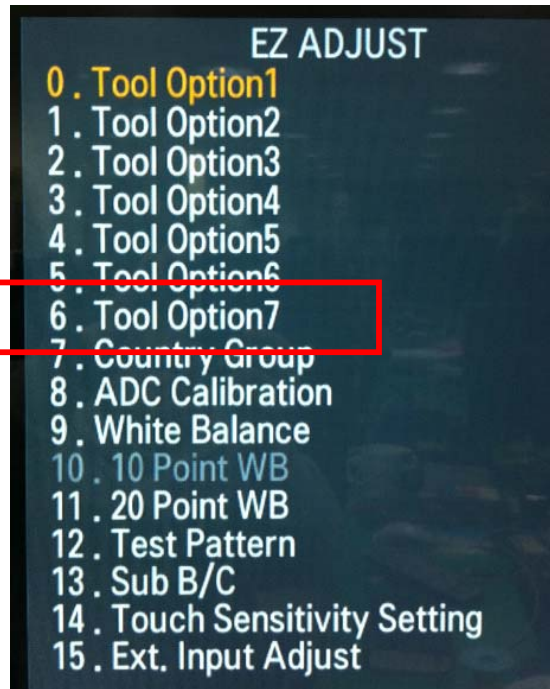 EZ ADJUST
0 . Tool Option1
1 . Tool Option2
2 . Tool Option3
3 . Tool Option4
4 . Tool Option5
5 . Tool Option6
6 . Tool Option7
7 . Country Group
8 . ADC Calibration
9 . White Balance
10 . 10 Point WB
11 . 20 Point WB
12 . Test Pattern
13 . Sub B/C
14 . Touch Sensitivity Setting
15 . Ext. Input Adjust